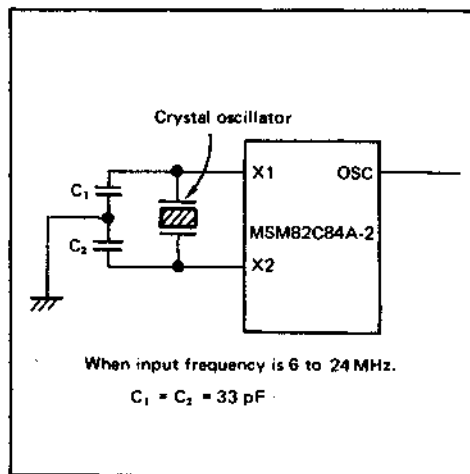 Crystal oscillator
X1
OSC
C₁
MSM82C84A-2
C₂
X2
When input frequency is 6 to 24 MHz.
C₁ = C₂ = 33 pF